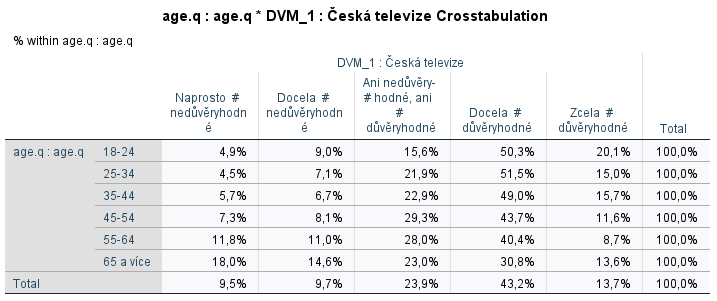 age.q : age.q * DVM_1 : Česká televize Crosstabulation
% within age.q : age.q
DVM_1 : Česká televize
Naprosto # nedůvěryhodn é
Docela # nedůvěryhodn é
Ani nedůvěry- # hodné, ani # důvěryhodné
Docela # důvěryhodné
Zcela # důvěryhodné
Total
age.q : age.q 18-24 4,9% 9,0% 15,6% 50,3% 20,1% 100,0%
25-34 4,5% 7,1% 21,9% 51,5% 15,0% 100,0%
35-44 5,7% 6,7% 22,9% 49,0% 15,7% 100,0%
45-54 7,3% 8,1% 29,3% 43,7% 11,6% 100,0%
55-64 11,8% 11,0% 28,0% 40,4% 8,7% 100,0%
65 a více 18,0% 14,6% 23,0% 30,8% 13,6% 100,0%
Total 9,5% 9,7% 23,9% 43,2% 13,7% 100,0%